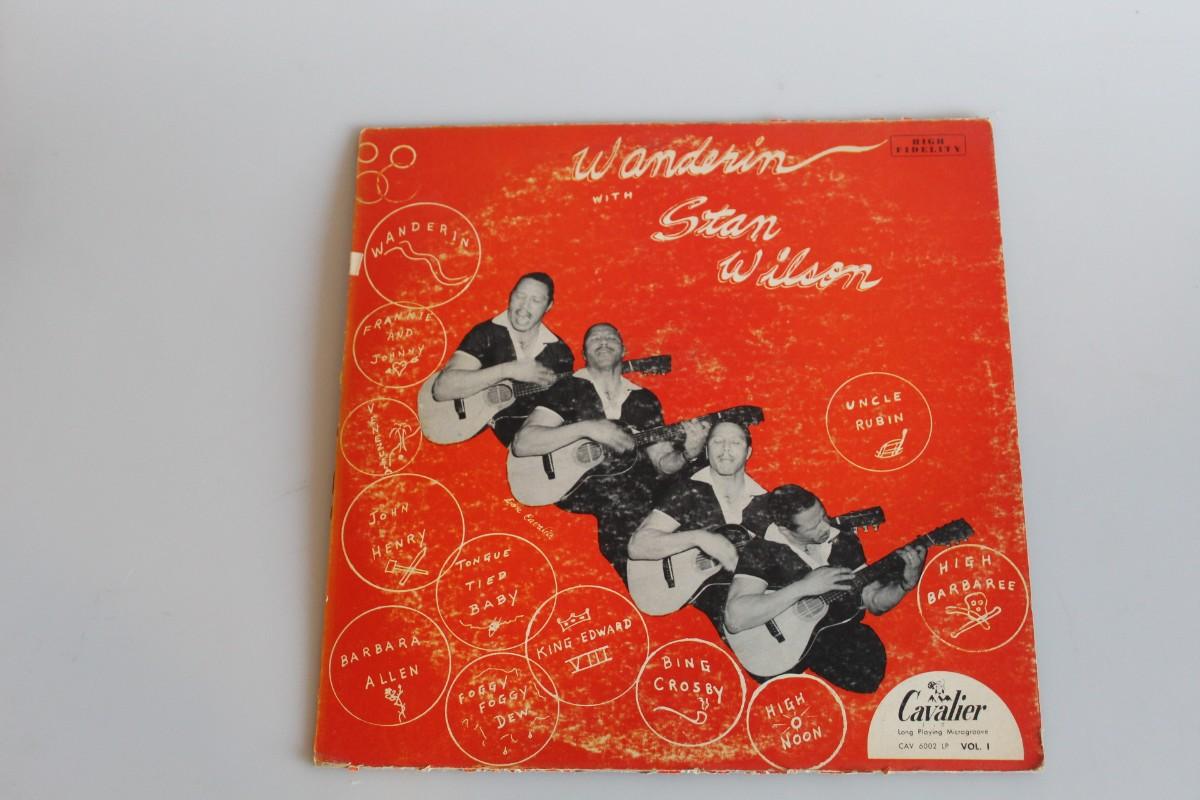 Wanderin
HIGH
FIDELITY
WITH
Stan
Wilson
WANDERIN
FRANKIE
AND
JOHNNY
UNCLE
RUBIN
JOHN
HENRY
TONGUE
TIED
BABY
HIGH
BARBAREE
KING EDWARD
VIII
BARBARA
ALLEN
BING
CROSBY
FOGGY
FOGGY
DEW
HIGH
NOON
Cavalier
Long Playing Microgroove
CAV 6002 LP VOL. I